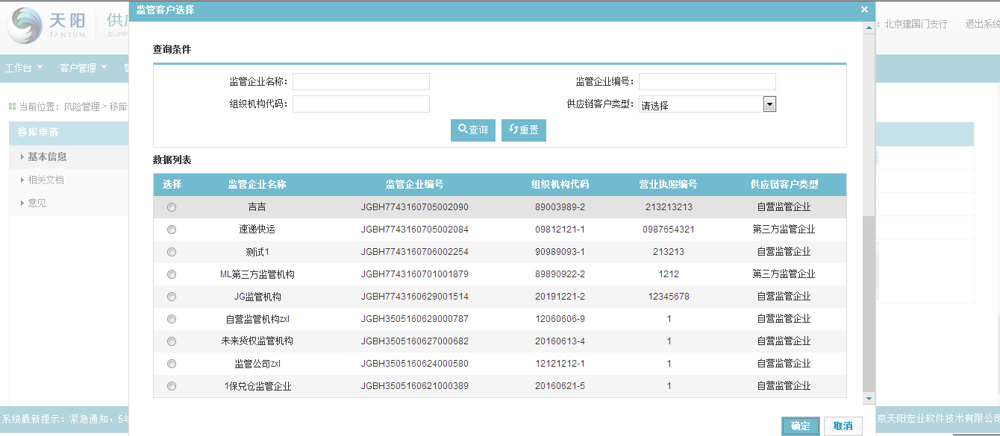 监管客户选择
天阳
TANSUN
供应
SUPP
：北京建国门支行 退出系统
工作台 客户管理
当前位置：风险管理 > 移库
移库申请
基本信息
相关文档
意见
查询条件
监管企业名称： 监管企业编号：
组织机构代码： 供应链客户类型： 请选择
查询 重置
数据列表
选择 监管企业名称 监管企业编号 组织机构代码 营业执照编号 供应链客户类型
吉吉 JGBH7743160705002090 89003989-2 213213213 自营监管企业
速递快运 JGBH7743160705002084 09812121-1 0987654321 第三方监管企业
测试1 JGBH7743160706002254 90989093-1 213213 自营监管企业
ML第三方监管机构 JGBH7743160701001879 89890922-2 1212 第三方监管企业
JG监管机构 JGBH7743160629001514 20191221-2 12345678 自营监管企业
自营监管机构zxl JGBH3505160629000787 12060606-9 1 自营监管企业
未来货权监管机构 JGBH3505160627000682 20160613-4 1 自营监管企业
监管公司zxl JGBH3505160624000580 12121212-1 1 自营监管企业
1保兑仓监管企业 JGBH3505160621000389 20160621-5 1 自营监管企业
确定 取消
系统最新提示：紧急通知，5年 京天阳宏业软件技术有限公司